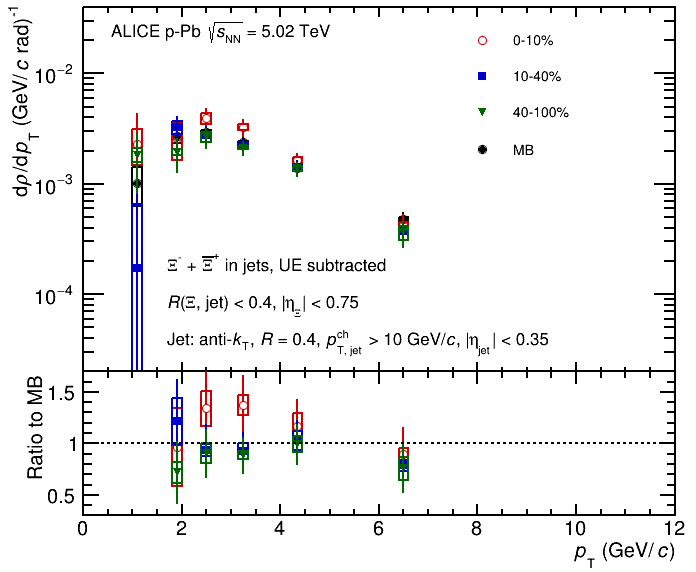 ALICE p-Pb √s_NN = 5.02 TeV
0-10%
10-40%
40-100%
MB
dρ/dp_T (GeV/c rad)^-1
10^−2
10^−3
10^−4
Ξ^- + Ξ̅^+ in jets, UE subtracted
R(Ξ, jet) < 0.4, |η_Ξ| < 0.75
Jet: anti-k_T, R = 0.4, p_T, jet^ch > 10 GeV/c, |η_jet| < 0.35
Ratio to MB
1.5
1
0.5
0 2 4 6 8 10 12
p_T (GeV/c)